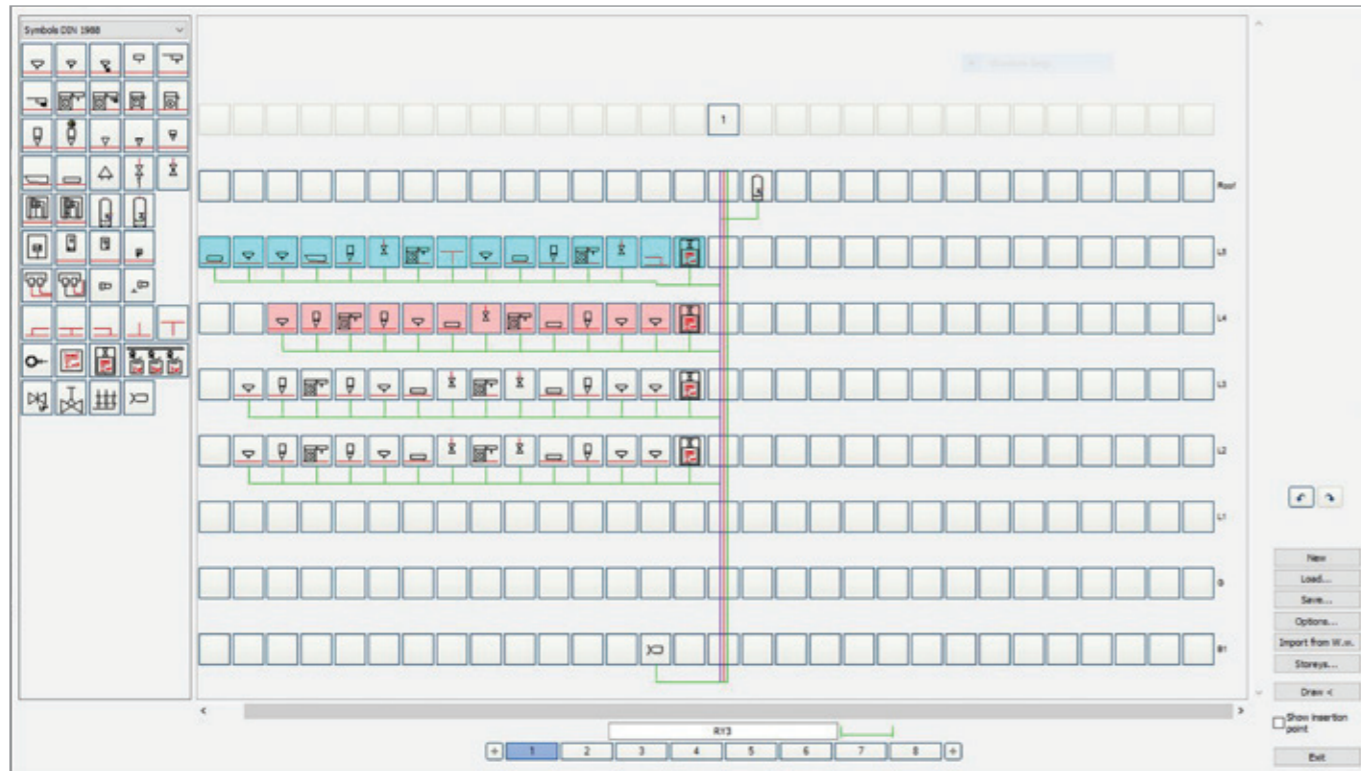 Symbols DIN 1988
1
Roof
L5
L4
L3
L2
L1
G
B1
New
Load...
Save...
Options...
Import from W.w.
Storeys...
Draw <
Show insertion
point
Exit
RY3
+ 1 2 3 4 5 6 7 8 +